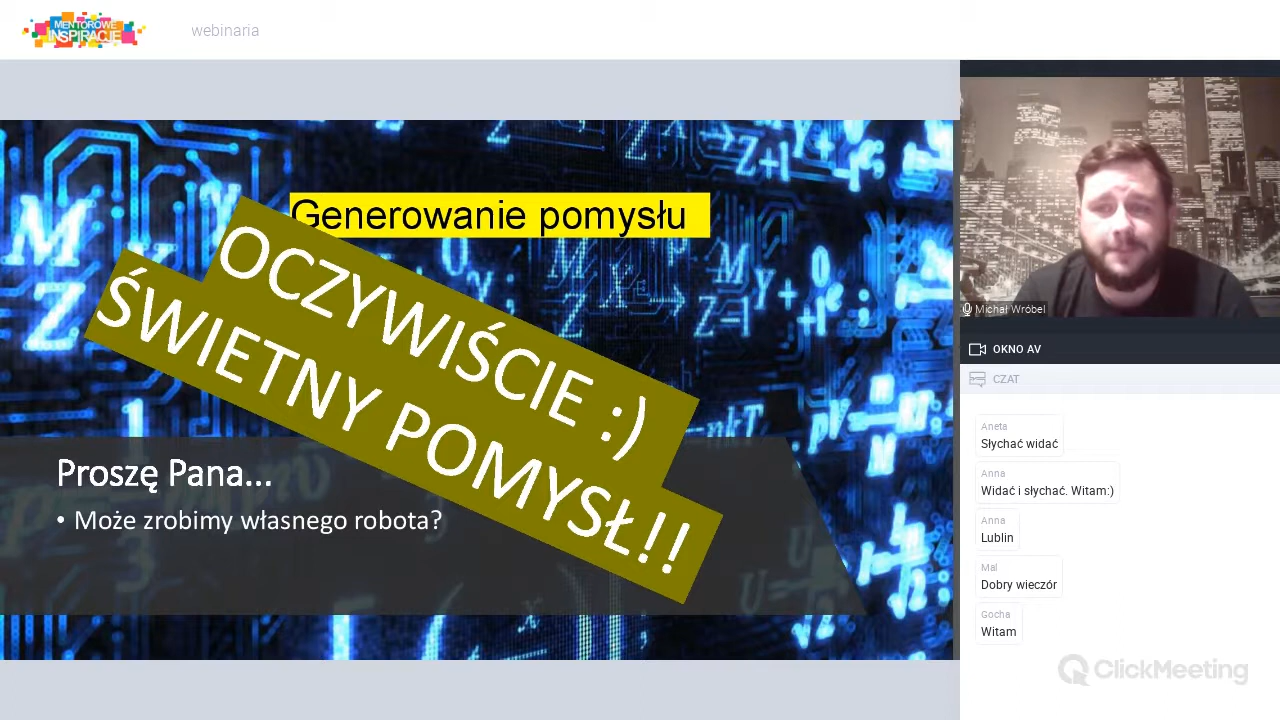 MENTOROWE
INSPIRACJE
webinaria
Generowanie pomysłu
OCZYWIŚCIE :)
ŚWIETNY POMYSŁ!!
Proszę Pana...
• Może zrobimy własnego robota?
Michał Wróbel
OKNO AV
CZAT
Aneta
Słychać widać
Anna
Widać i słychać. Witam:)
Anna
Lublin
Mal
Dobry wieczór
Gocha
Witam
ClickMeeting